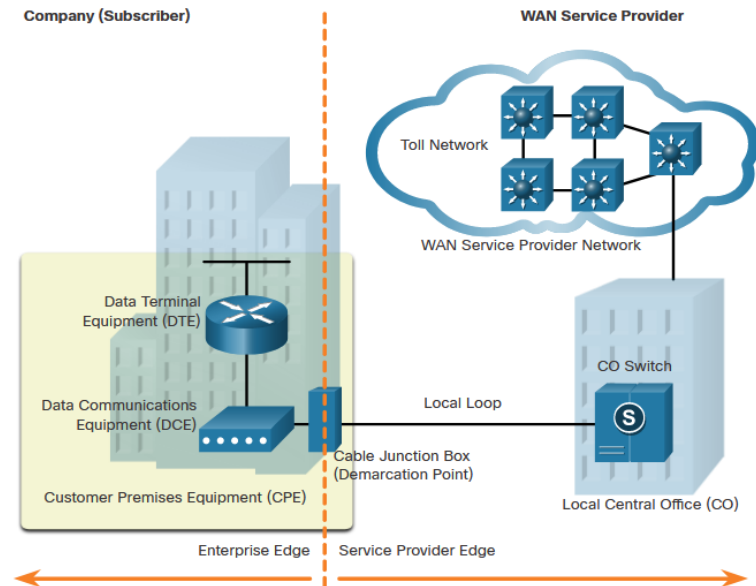 Company (Subscriber)
WAN Service Provider
Toll Network
WAN Service Provider Network
Data Terminal
Equipment (DTE)
CO Switch
S
Data Communications
Equipment (DCE)
Local Loop
Cable Junction Box
(Demarcation Point)
Customer Premises Equipment (CPE)
Local Central Office (CO)
Enterprise Edge
Service Provider Edge